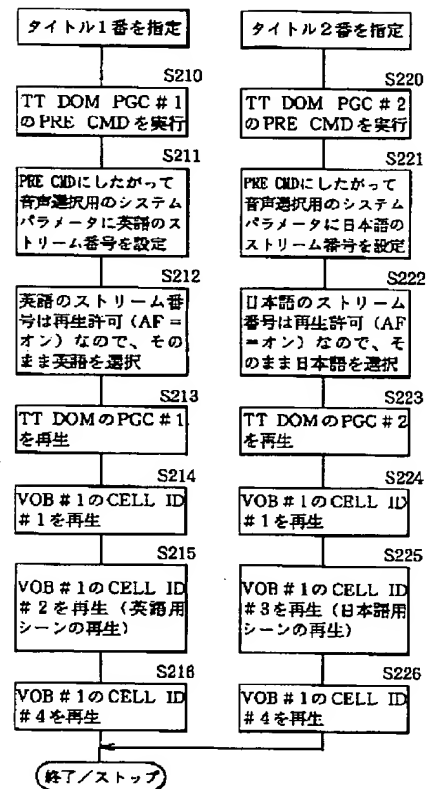 タイトル1番を指定
S210
TT DOM PGC#1
のPRE CMDを実行
S211
PRE CMDにしたがって
音声選択用のシステム
パラメータに英語のス
トリーム番号を設定
S212
英語のストリーム番
号は再生許可(AF=
オン)なので、その
まま英語を選択
S213
TT DOMのPGC#1
を再生
S214
VOB#1のCELL ID
#1を再生
S215
VOB#1のCELL ID
#2を再生(英語用
シーンの再生)
S216
VOB#1のCELL ID
#4を再生
タイトル2番を指定
S220
TT DOM PGC#2
のPRE CMDを実行
S221
PRE CMDにしたがって
音声選択用のシステム
パラメータに日本語の
ストリーム番号を設定
S222
日本語のストリーム
番号は再生許可(AF
=オン)なので、そ
のまま日本語を選択
S223
TT DOMのPGC#2
を再生
S224
VOB#1のCELL ID
#1を再生
S225
VOB#1のCELL ID
#3を再生(日本語用
シーンの再生)
S226
VOB#1のCELL ID
#4を再生
終了/ストップ